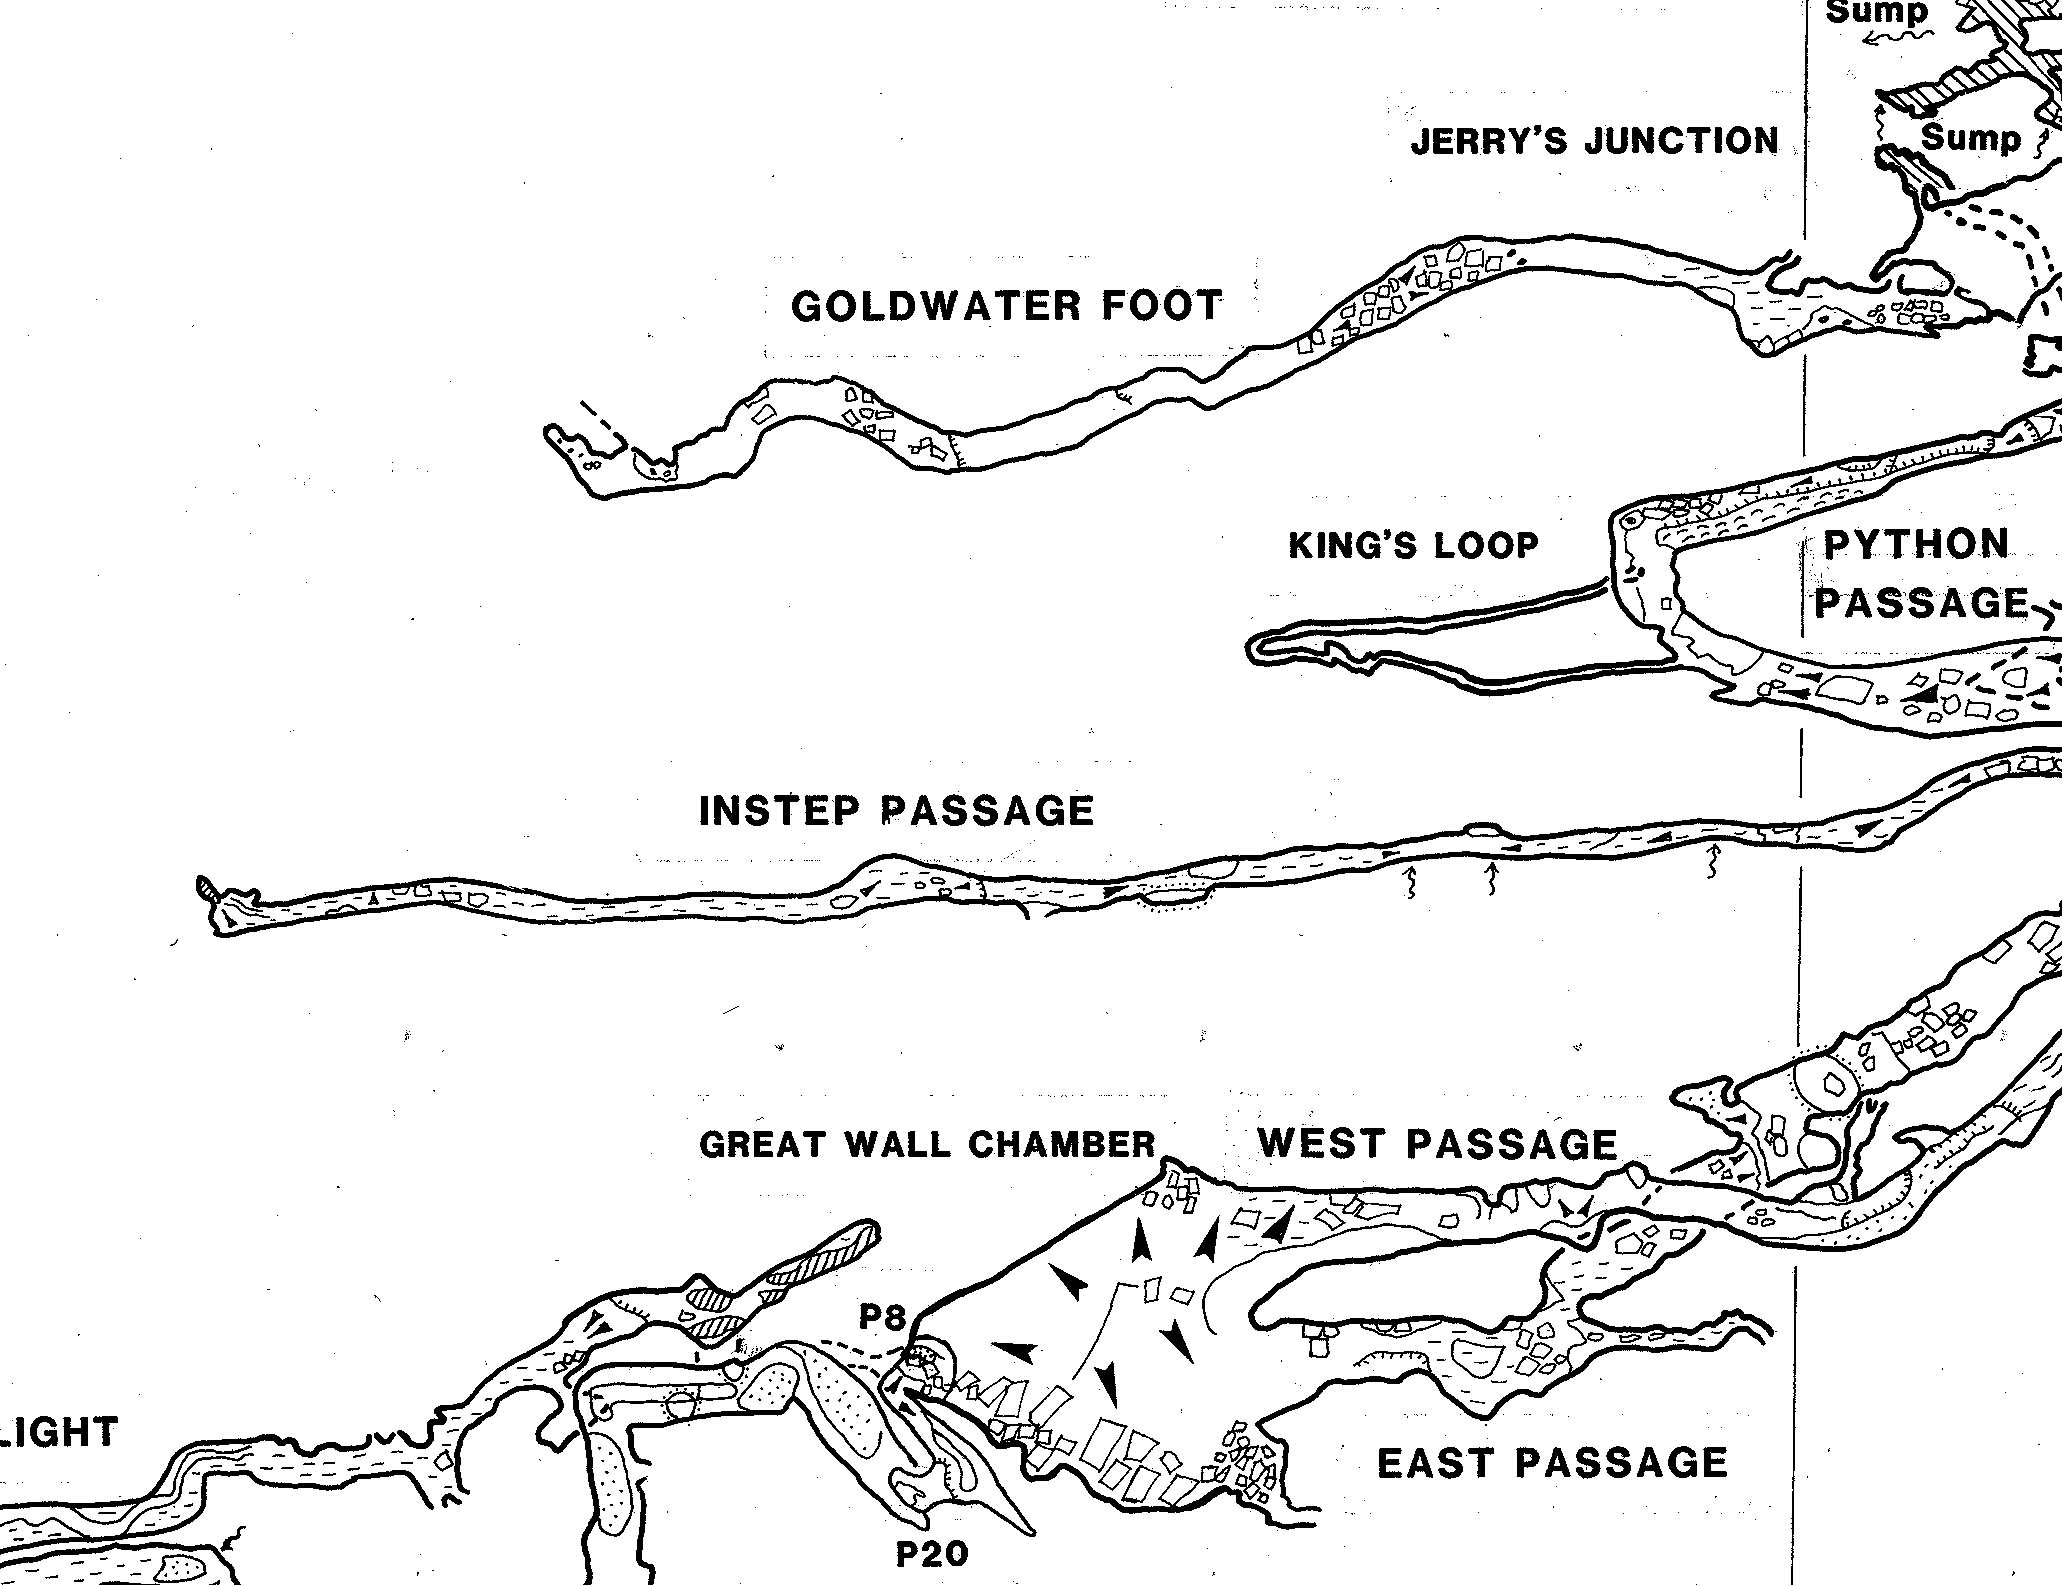 Sump
JERRY'S JUNCTION
Sump
GOLDWATER FOOT
KING'S LOOP
PYTHON
PASSAGE
INSTEP PASSAGE
GREAT WALL CHAMBER
WEST PASSAGE
P8
LIGHT
EAST PASSAGE
P20